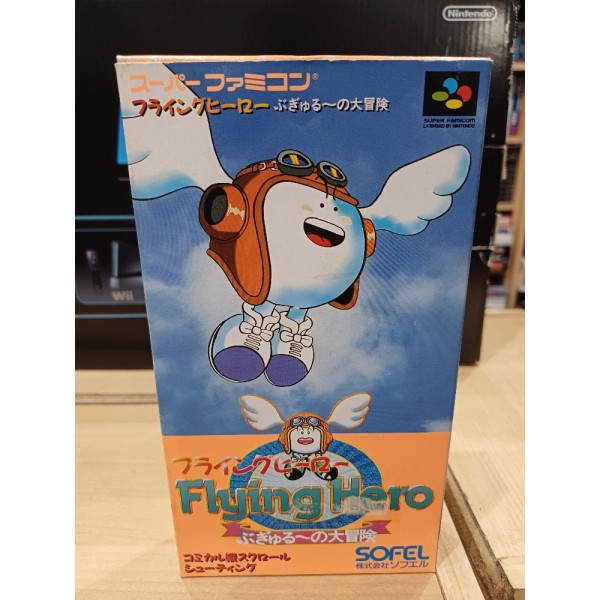 Nintendo
スーパーファミコン®
フライングヒーロー ぶぎゅる～の大冒険
SUPER FAMICOM
LICENSED BY NINTENDO
Wii
フライングヒーロー
Flying Hero
ぶぎゅる～の大冒険
コミカル縦スクロール
シューティング
SOFEL
株式会社ソフエル